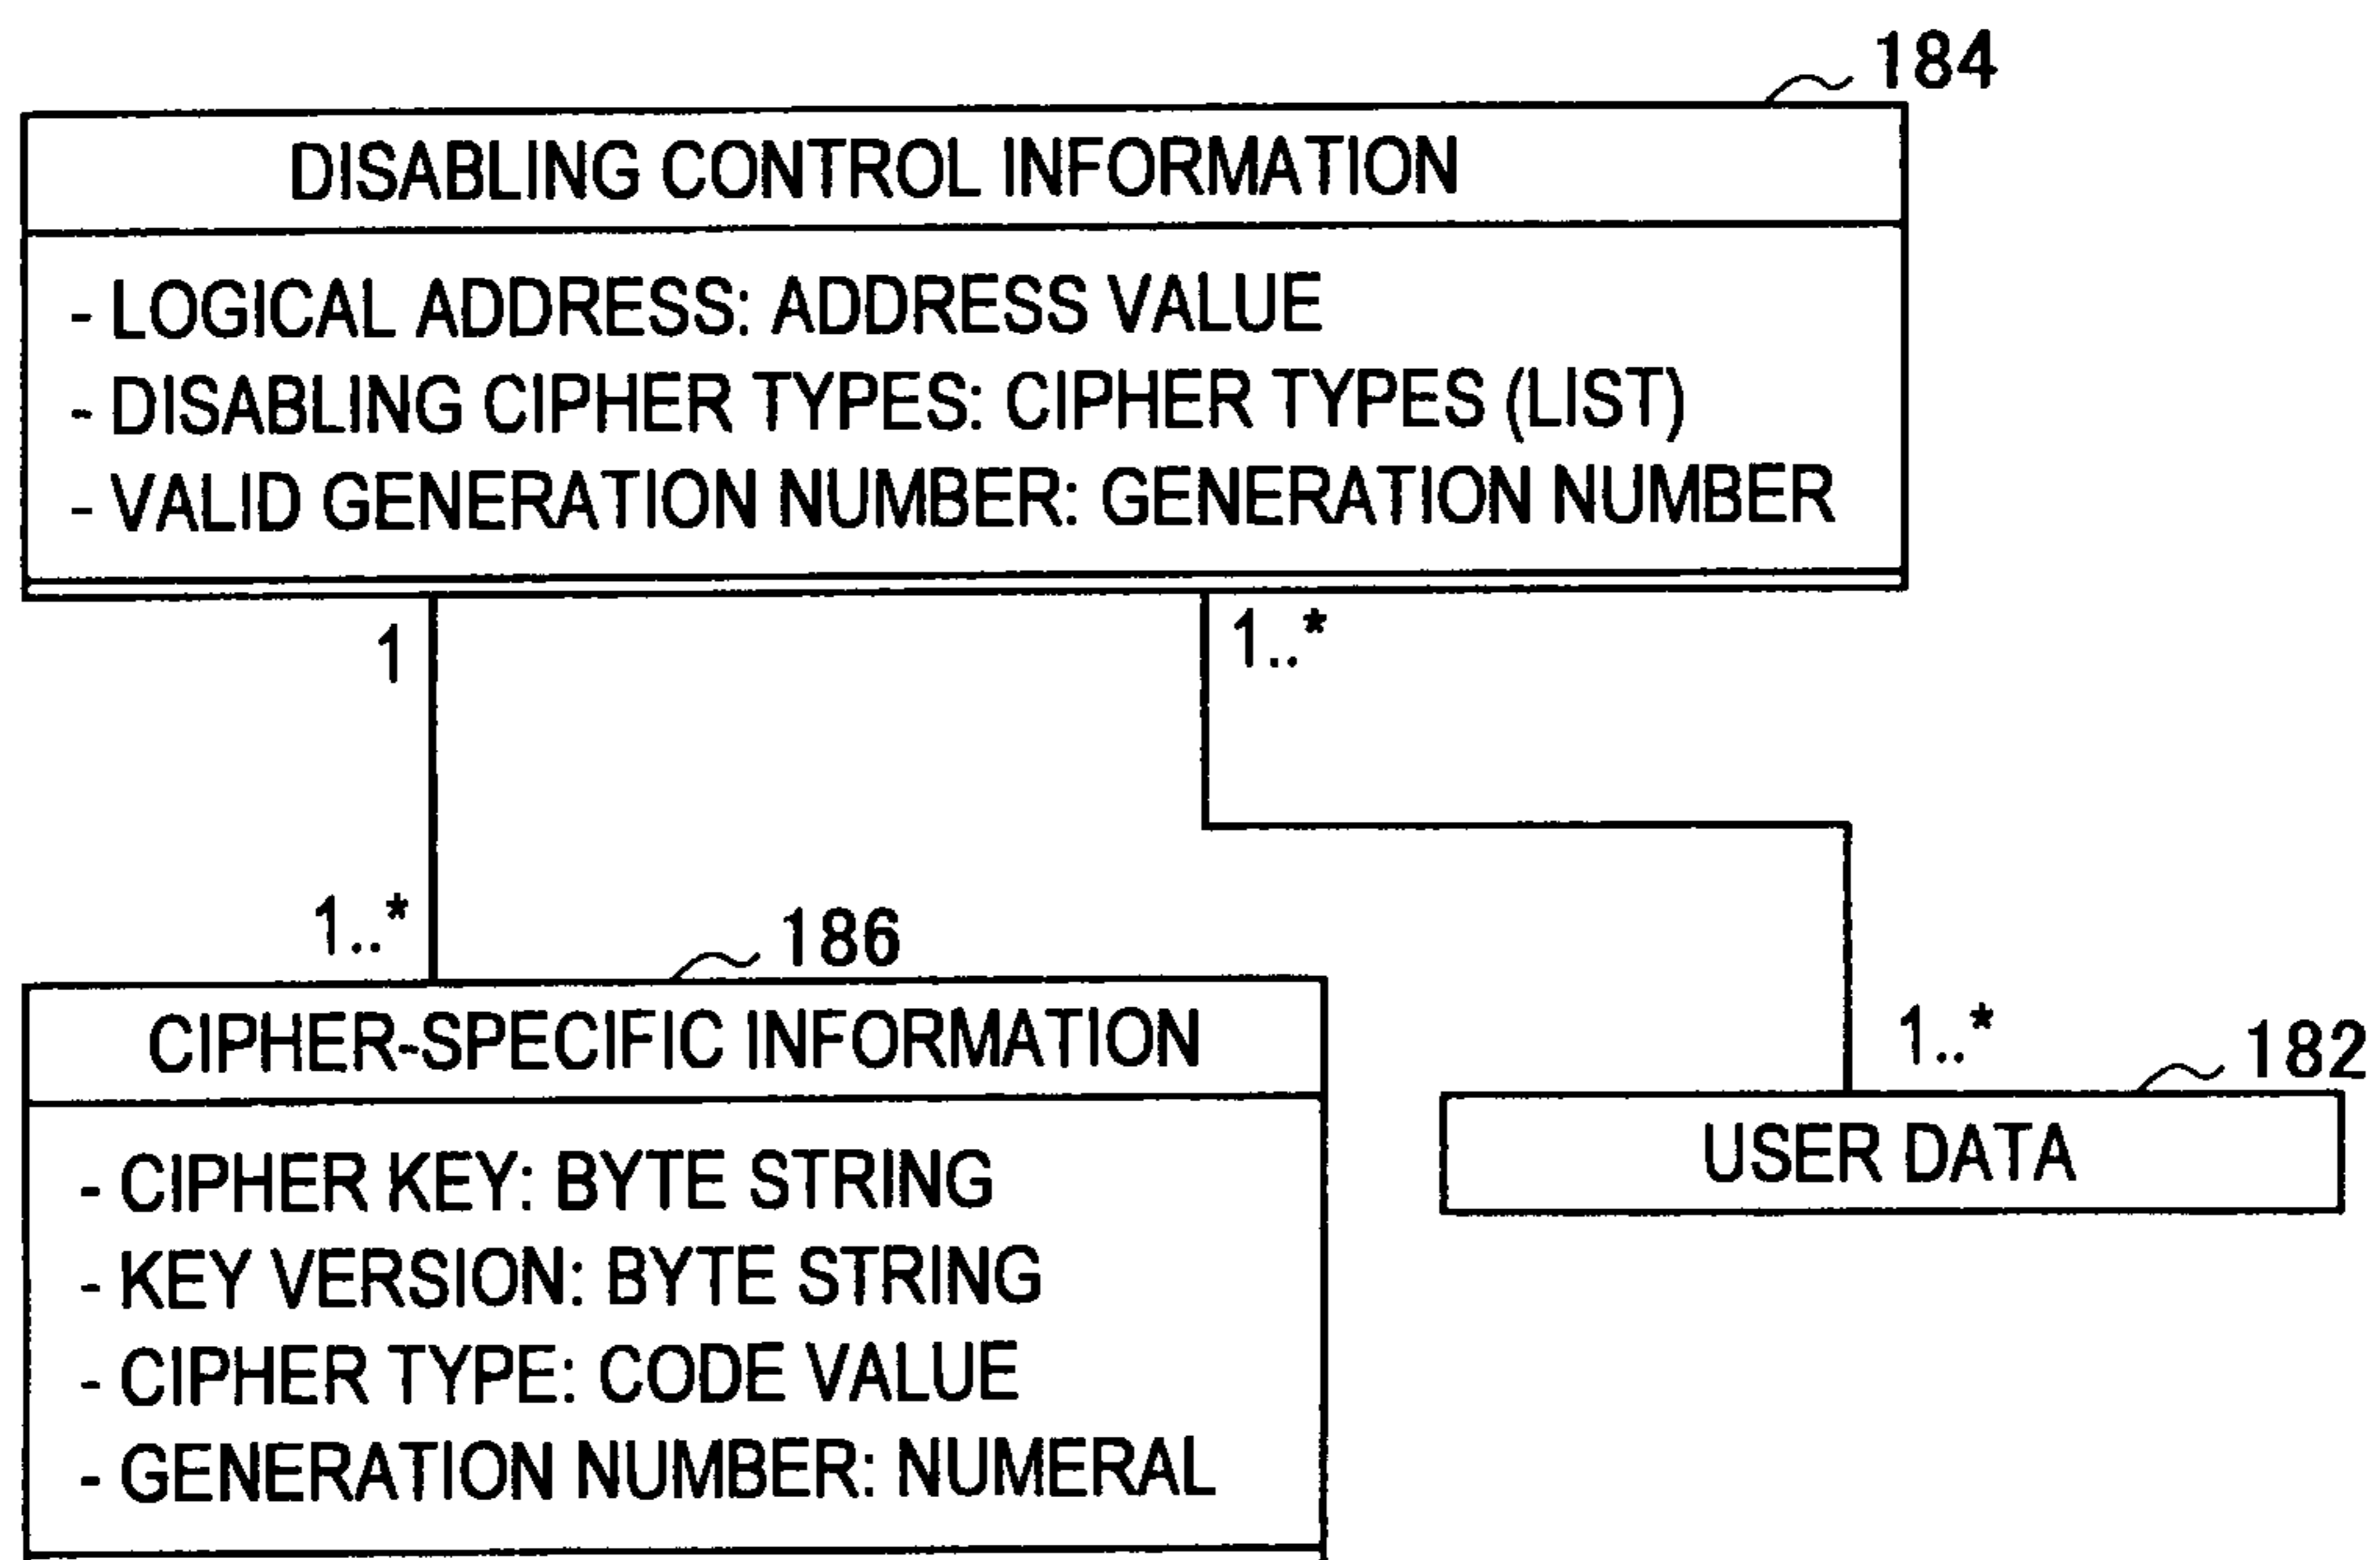 184
DISABLING CONTROL INFORMATION
- LOGICAL ADDRESS: ADDRESS VALUE
- DISABLING CIPHER TYPES: CIPHER TYPES (LIST)
- VALID GENERATION NUMBER: GENERATION NUMBER
1
1..*
1..*
186
CIPHER-SPECIFIC INFORMATION
- CIPHER KEY: BYTE STRING
- KEY VERSION: BYTE STRING
- CIPHER TYPE: CODE VALUE
- GENERATION NUMBER: NUMERAL
1..*
182
USER DATA